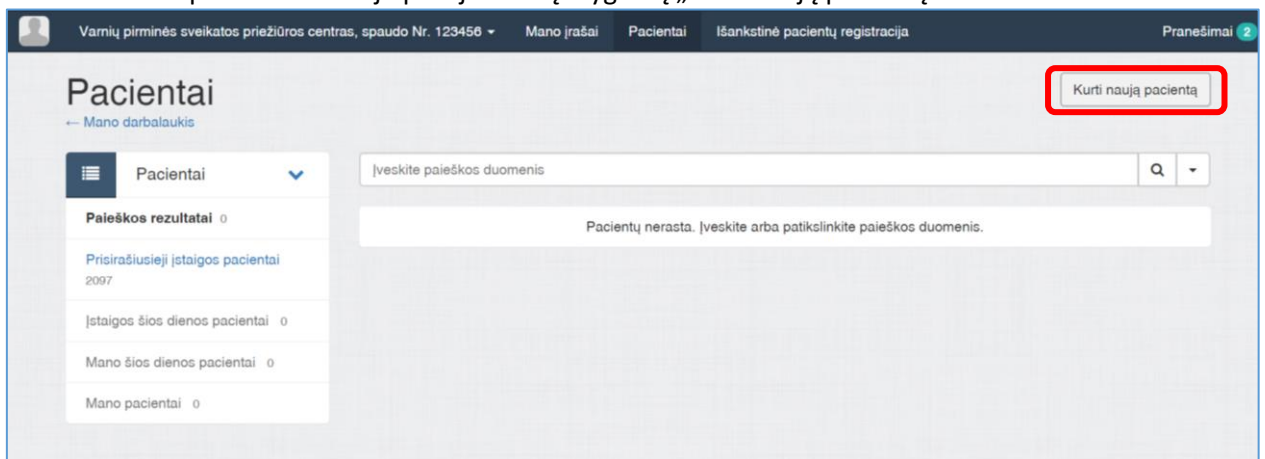 Varnių pirminės sveikatos priežiūros centras, spaudo Nr. 123456 Mano įrašai Pacientai Išankstinė pacientų registracija Pranešimai 2
Pacientai
Kurti naują pacientą
← Mano darbalaukis
Pacientai
Įveskite paieškos duomenis
Paieškos rezultatai 0
Pacientų nerasta. Įveskite arba patikslinkite paieškos duomenis.
Prisirašiusieji įstaigos pacientai
2097
Įstaigos šios dienos pacientai 0
Mano šios dienos pacientai 0
Mano pacientai 0